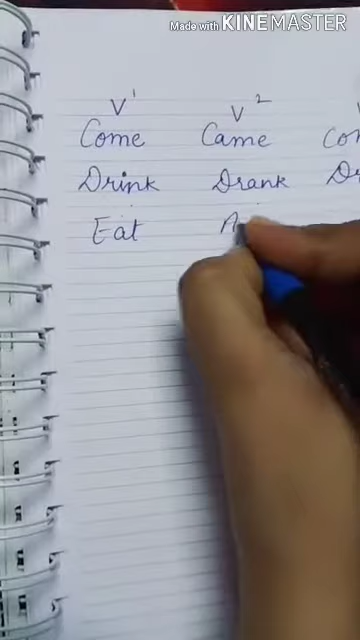 Made with KINEMASTER
V¹ V²
Come Came
Drink Drank
Eat A